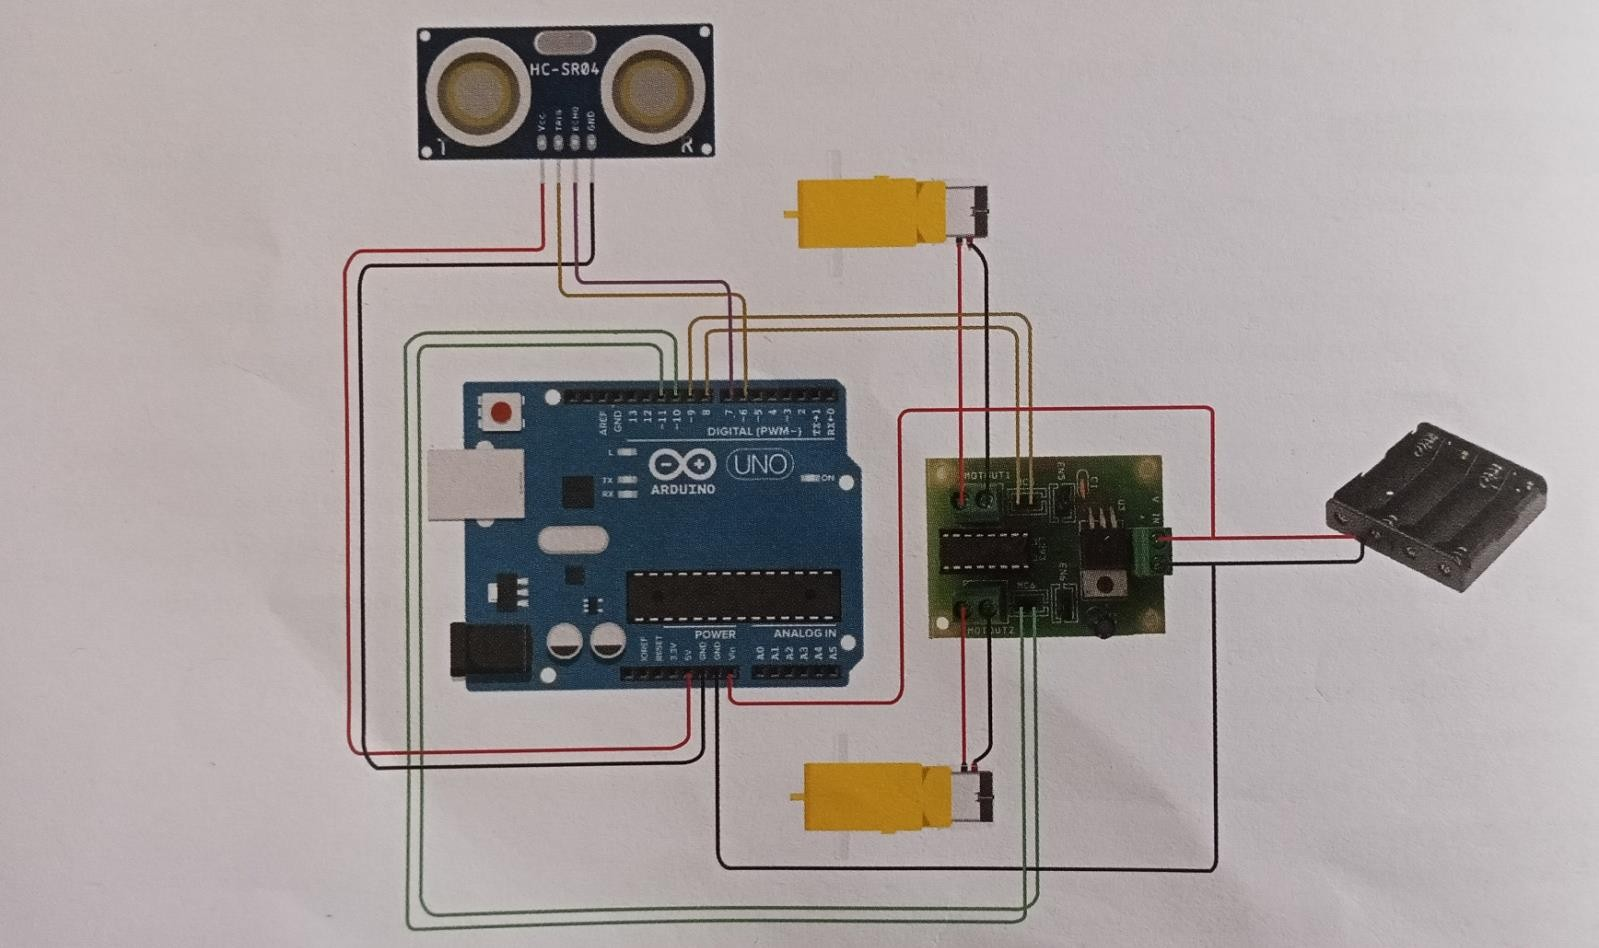 HC-SR04
Vcc
TRIG
ECHO
GND
T
R
AREF
GND
13
12
~11
~10
~9
8
7
~6
~5
4
~3
2
TX→1
RX←0
DIGITAL (PWM~)
L
TX
RX
ARDUINO
UNO
ON
IOREF
RESET
3.3V
5V
GND
GND
Vin
POWER
ANALOG IN
A0
A1
A2
A3
A4
A5
MOTOUT1
C1
MOTOUT2